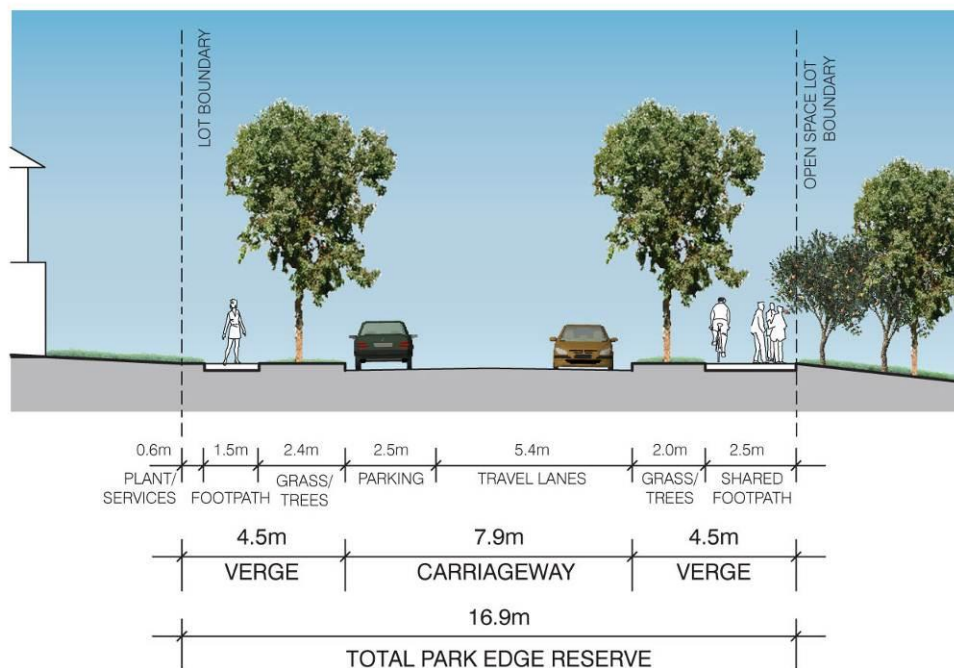 LOT BOUNDARY
OPEN SPACE LOT
BOUNDARY
0.6m
1.5m
2.4m
2.5m
5.4m
2.0m
2.5m
PLANT/
SERVICES
FOOTPATH
GRASS/
TREES
PARKING
TRAVEL LANES
GRASS/
TREES
SHARED
FOOTPATH
4.5m
7.9m
4.5m
VERGE
CARRIAGEWAY
VERGE
16.9m
TOTAL PARK EDGE RESERVE